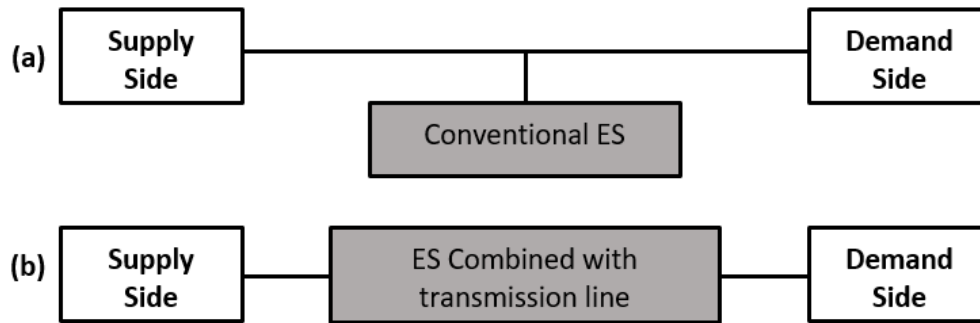 (a)
Supply
Side
Demand
Side
Conventional ES
(b)
Supply
Side
ES Combined with
transmission line
Demand
Side